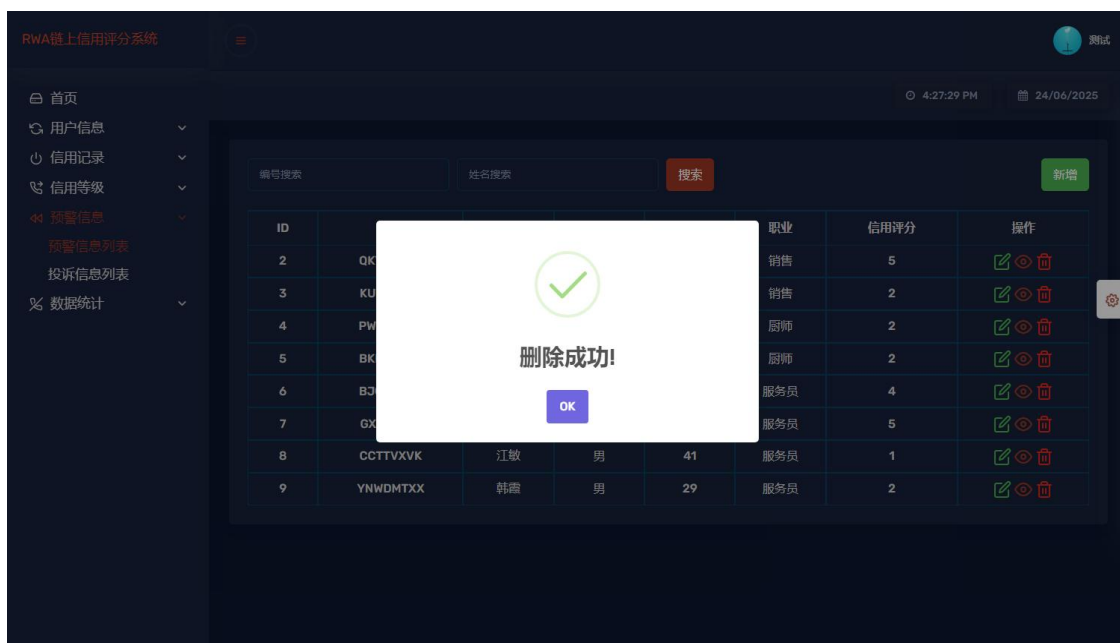 RWA链上信用评分系统
测试
首页
4:27:29 PM
24/06/2025
用户信息
信用记录
信用等级
预警信息
预警信息列表
投诉信息列表
数据统计
编号搜索 姓名搜索 搜索 新增
ID 职业 信用评分 操作
2 QK 销售 5
3 KU 销售 2
4 PW 厨师 2
5 BK 厨师 2
6 BJ 服务员 4
7 GX 服务员 5
8 CCTTVXVK 江敏 男 41 服务员 1
9 YNWDMTXX 韩霞 男 29 服务员 2
删除成功!
OK